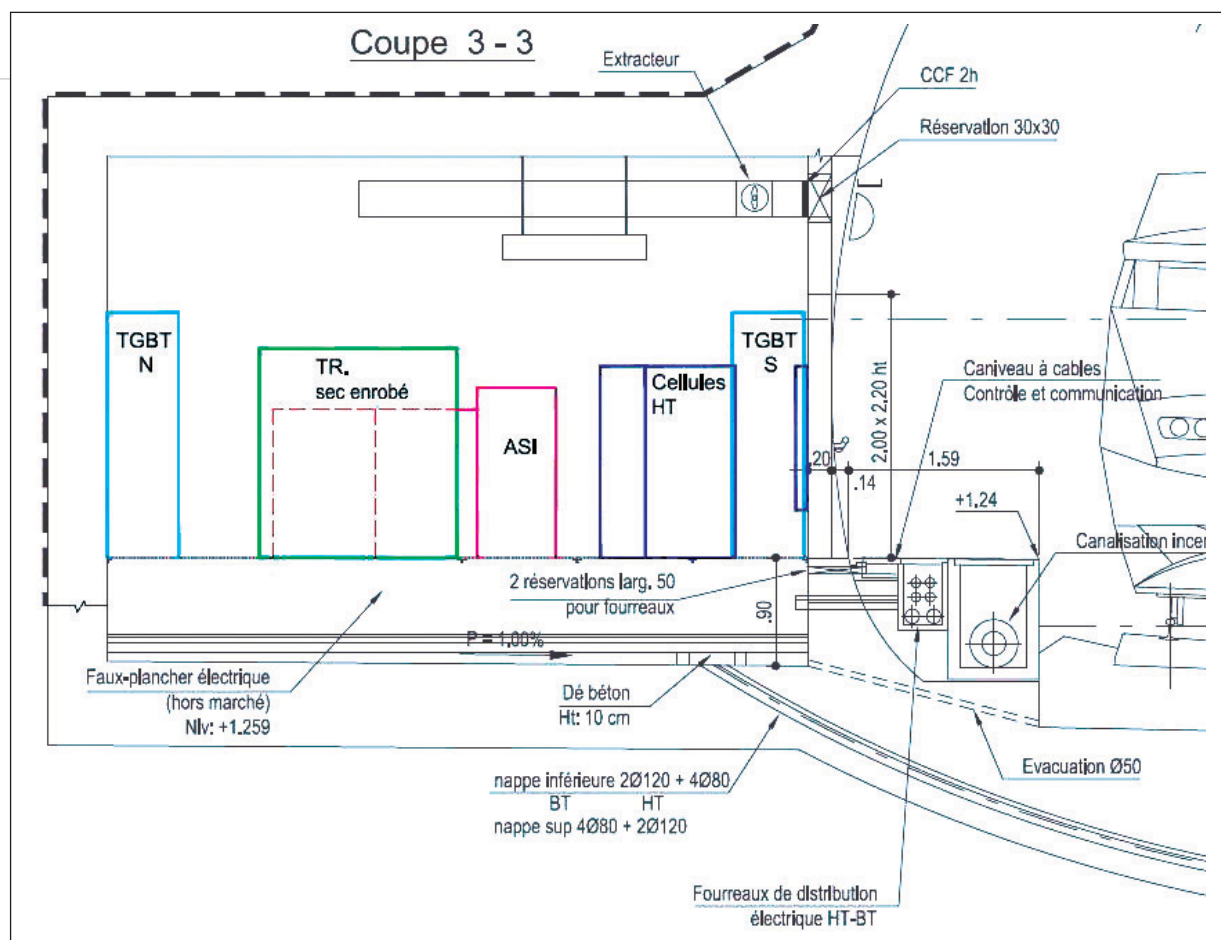 Coupe 3 - 3
Extracteur
CCF 2h
Réservation 30x30
TGBT
N
TR.
sec enrobé
ASI
Cellules
HT
TGBT
S
2.00 x 2.20 ht
Caniveau à cables
Contrôle et communication
.20
.14
1.59
+1,24
Canalisation incen
2 réservations larg. 50
pour fourreaux
.90
P = 1.00%
Faux-plancher électrique
(hors marché)
Niv: +1.259
Dé béton
Ht: 10 cm
Evacuation Ø50
nappe inférieure 2Ø120 + 4Ø80
BT HT
nappe sup 4Ø80 + 2Ø120
Fourreaux de distribution
électrique HT-BT